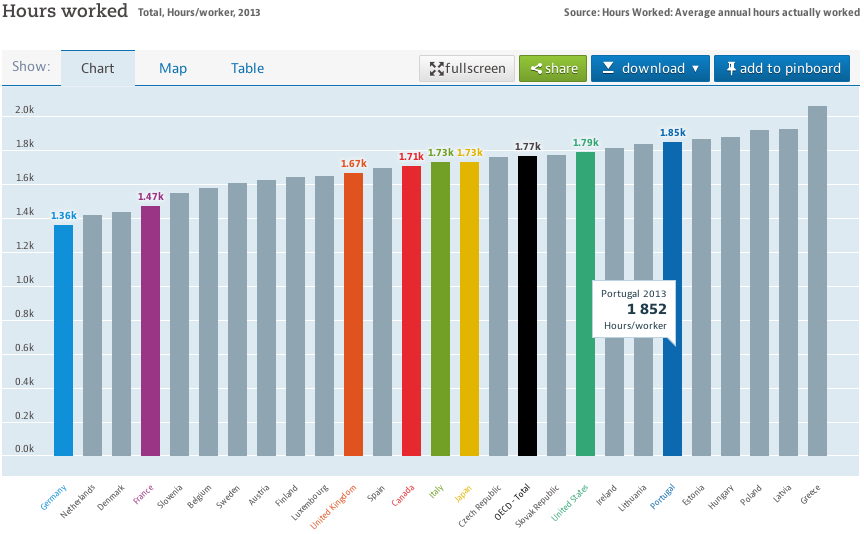 Hours worked Total, Hours/worker, 2013 Source: Hours Worked: Average annual hours actually worked
Show: Chart Map Table fullscreen share download ▼ add to pinboard
2.0k
1.8k
1.6k
1.4k
1.2k
1.0k
0.8k
0.6k
0.4k
0.2k
0.0k
1.36k
1.47k
1.67k
1.71k
1.73k
1.73k
1.77k
1.79k
1.85k
Portugal 2013
1 852
Hours/worker
Germany
Netherlands
Denmark
France
Slovenia
Belgium
Sweden
Austria
Finland
Luxembourg
United Kingdom
Spain
Canada
Italy
Japan
Czech Republic
OECD - Total
Slovak Republic
United States
Ireland
Lithuania
Portugal
Estonia
Hungary
Poland
Latvia
Greece